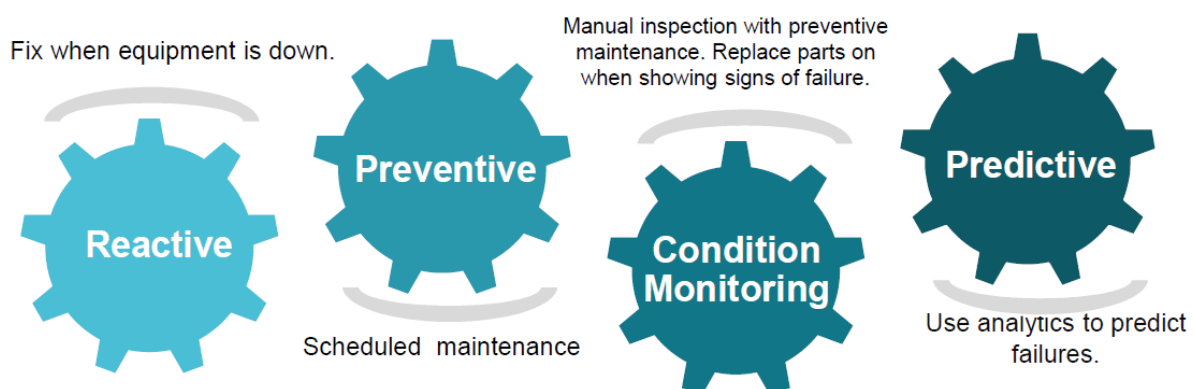 Fix when equipment is down.
Reactive
Preventive
Scheduled maintenance
Manual inspection with preventive
maintenance. Replace parts on
when showing signs of failure.
Condition
Monitoring
Predictive
Use analytics to predict
failures.